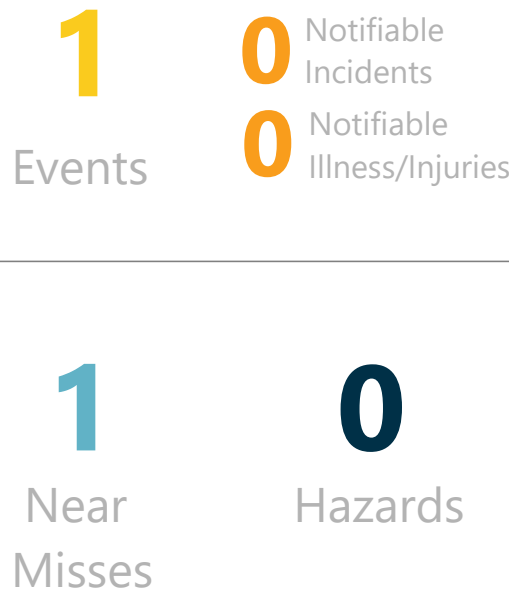 1
Events
0 Notifiable
Incidents
0 Notifiable
Illness/Injuries
1
Near
Misses
0
Hazards